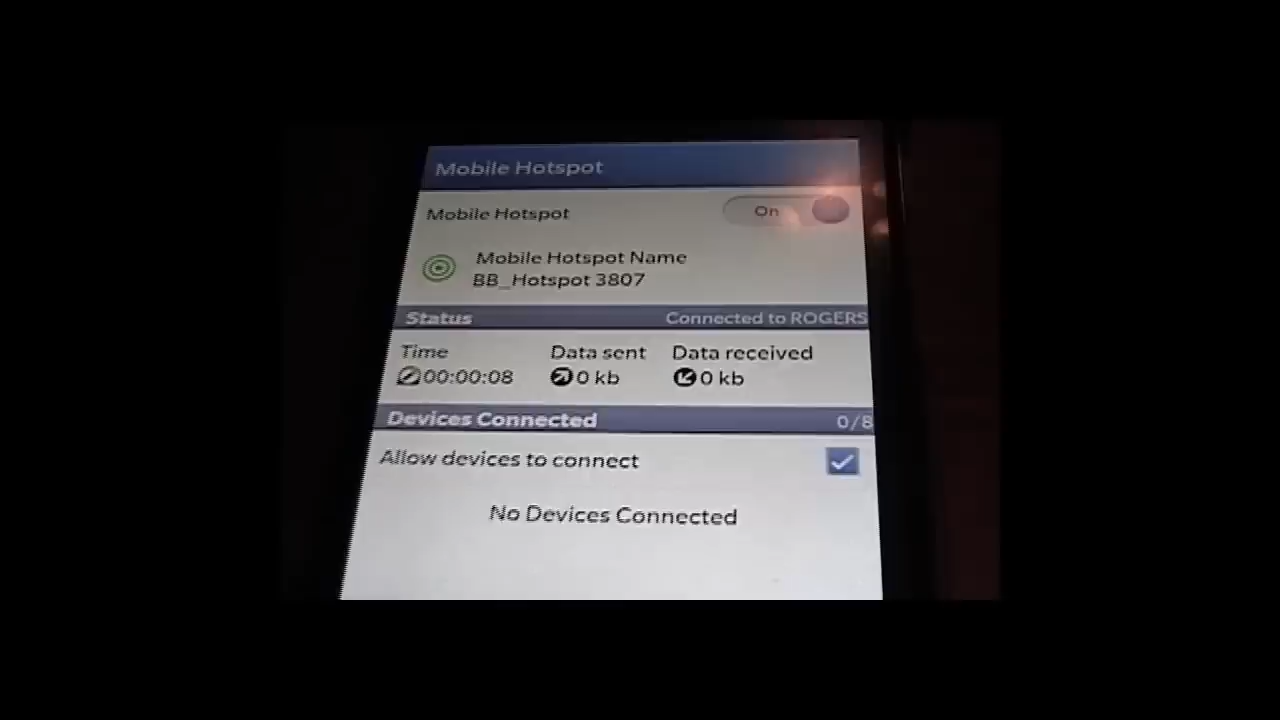 Mobile Hotspot
Mobile Hotspot On
Mobile Hotspot Name
BB_Hotspot 3807
Status Connected to ROGERS
Time Data sent Data received
00:00:08 0 kb 0 kb
Devices Connected 0/8
Allow devices to connect
No Devices Connected